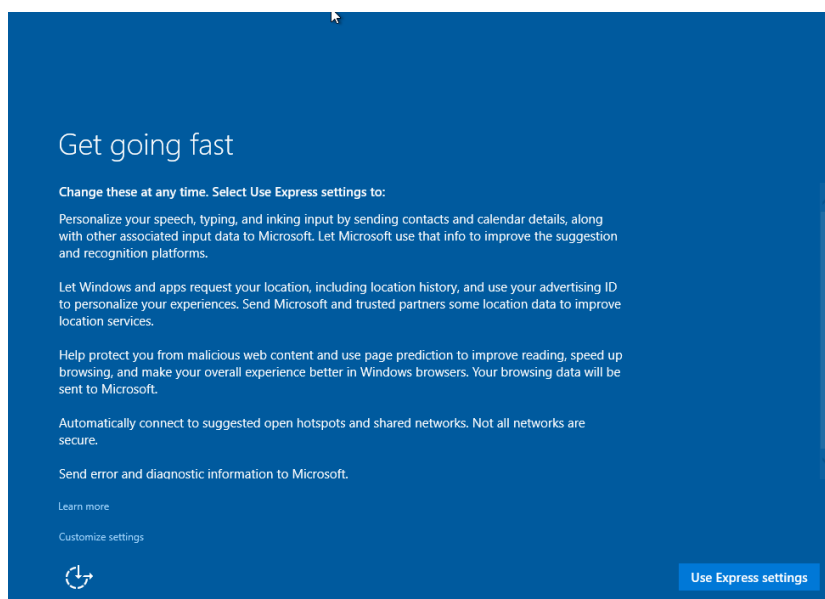 Get going fast
Change these at any time. Select Use Express settings to:
Personalize your speech, typing, and inking input by sending contacts and calendar details, along
with other associated input data to Microsoft. Let Microsoft use that info to improve the suggestion
and recognition platforms.
Let Windows and apps request your location, including location history, and use your advertising ID
to personalize your experiences. Send Microsoft and trusted partners some location data to improve
location services.
Help protect you from malicious web content and use page prediction to improve reading, speed up
browsing, and make your overall experience better in Windows browsers. Your browsing data will be
sent to Microsoft.
Automatically connect to suggested open hotspots and shared networks. Not all networks are
secure.
Send error and diagnostic information to Microsoft.
Learn more
Customize settings
Use Express settings